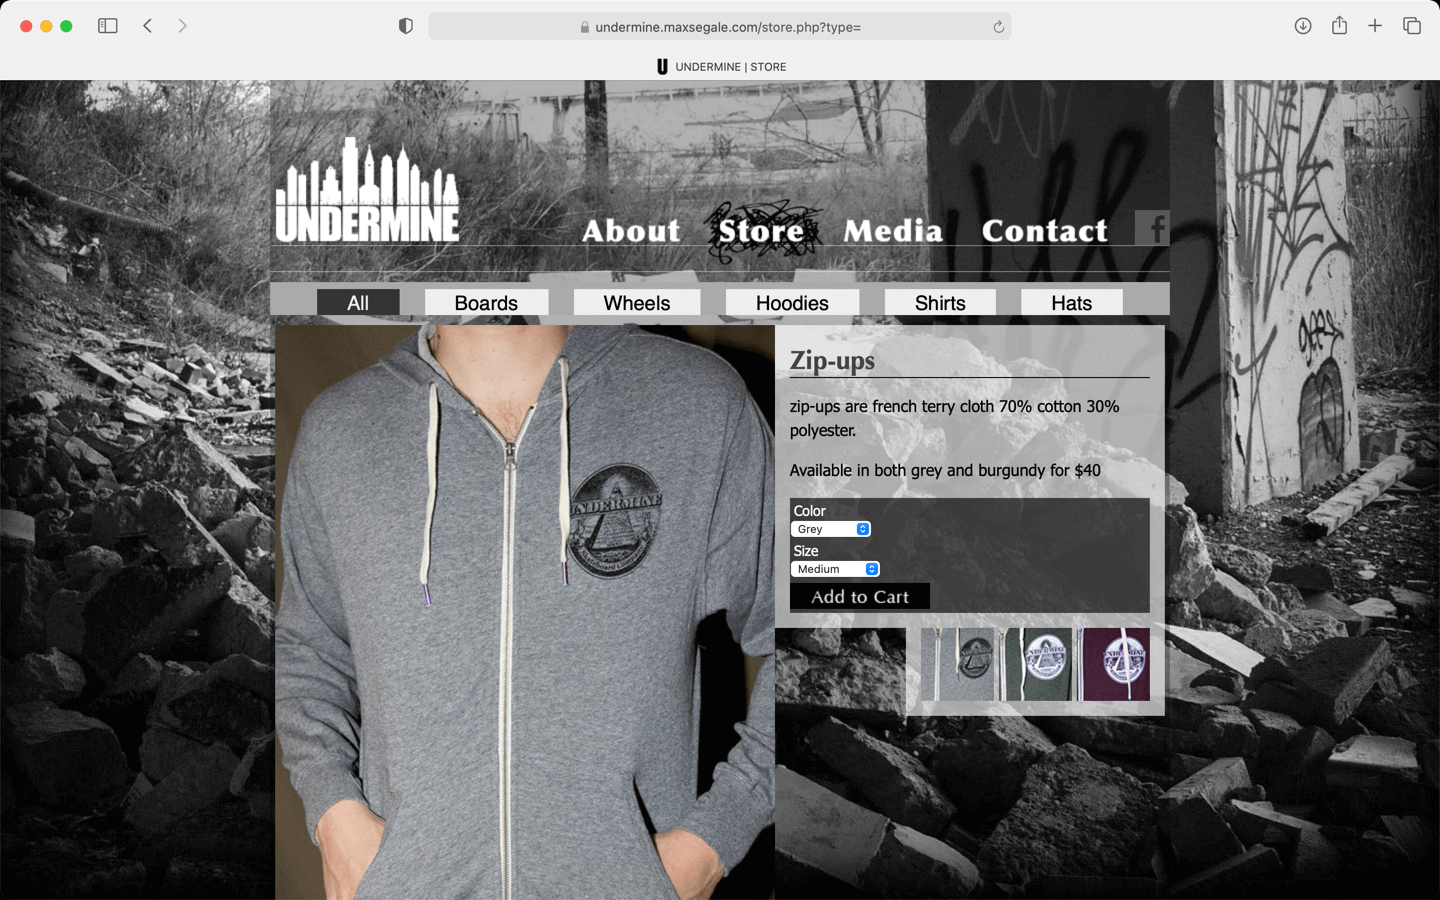 undermine.maxsegale.com/store.php?type=
UNDERMINE | STORE
UNDERMINE
About Store Media Contact f
All Boards Wheels Hoodies Shirts Hats
Zip-ups
zip-ups are french terry cloth 70% cotton 30%
polyester.
Available in both grey and burgundy for $40
Color
Grey
Size
Medium
Add to Cart